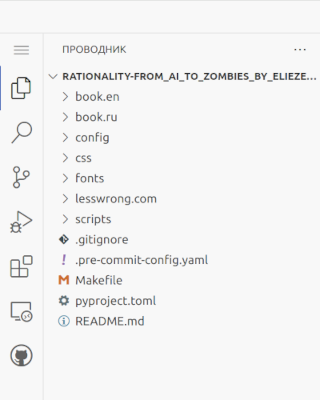 ПРОВОДНИК
RATIONALITY-FROM_AI_TO_ZOMBIES_BY_ELIEZE...
book.en
book.ru
config
css
fonts
lesswrong.com
scripts
.gitignore
.pre-commit-config.yaml
Makefile
pyproject.toml
README.md